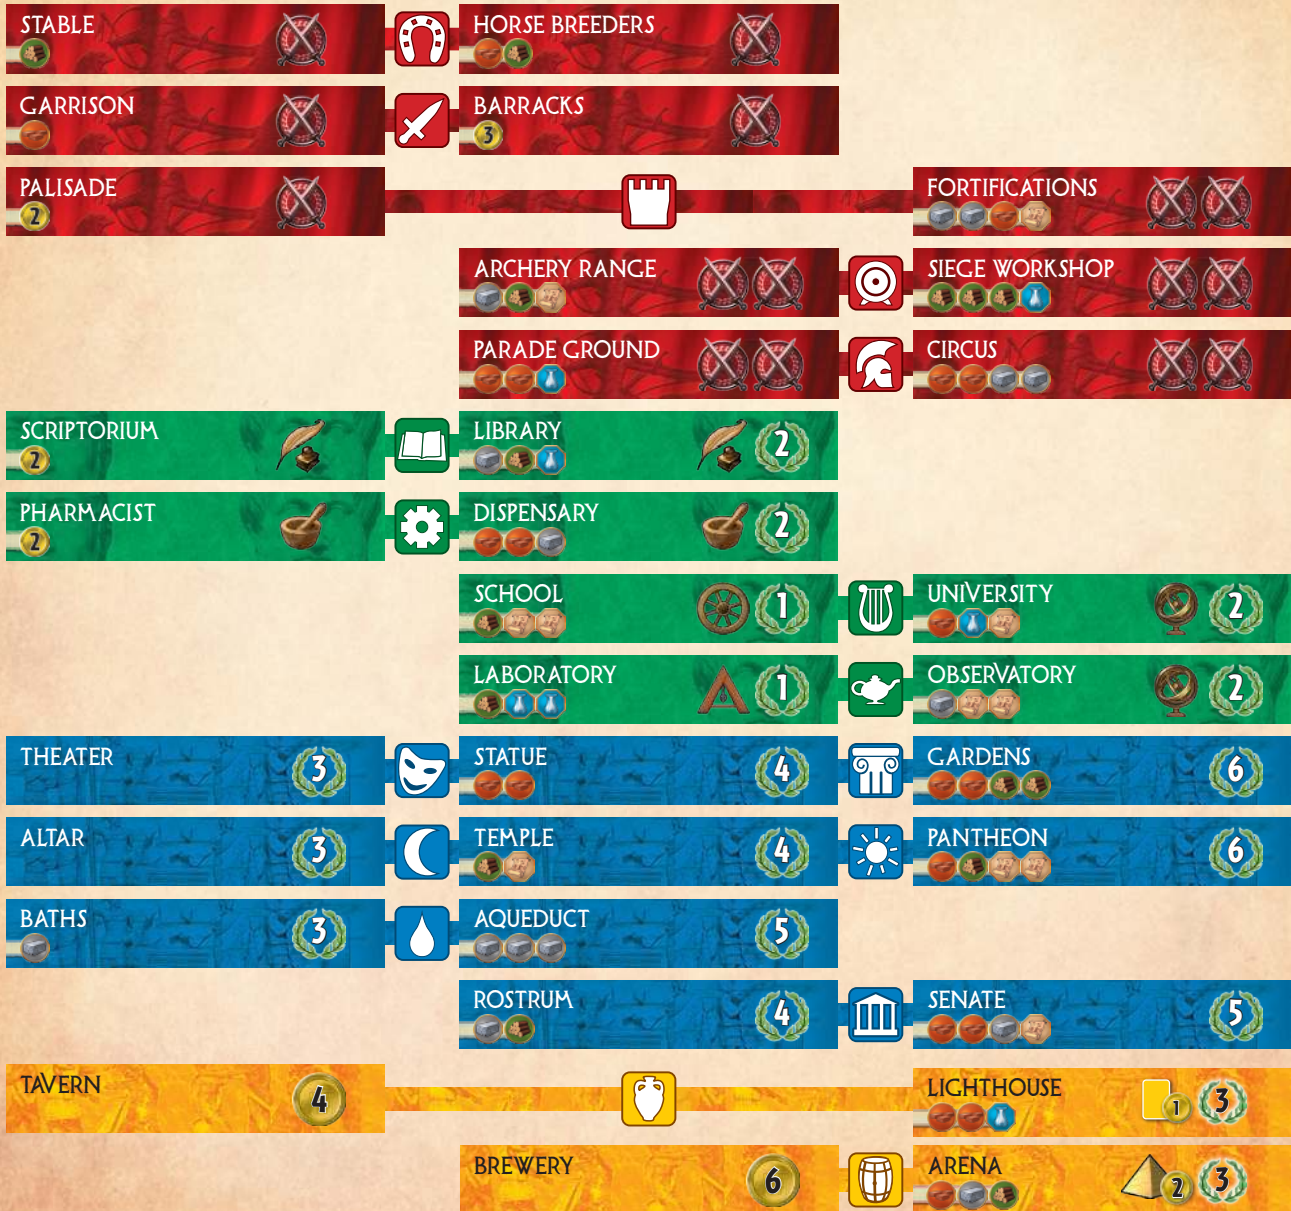 STABLE HORSE BREEDERS
GARRISON BARRACKS
3
PALISADE FORTIFICATIONS
2
ARCHERY RANGE SIEGE WORKSHOP
PARADE GROUND CIRCUS
SCRIPTORIUM LIBRARY 2
2
PHARMACIST DISPENSARY 2
2
SCHOOL 1 UNIVERSITY 2
LABORATORY 1 OBSERVATORY 2
THEATER 3 STATUE 4 GARDENS 6
ALTAR 3 TEMPLE 4 PANTHEON 6
BATHS 3 AQUEDUCT 5
ROSTRUM 4 SENATE 5
TAVERN 4 LIGHTHOUSE 1 3
BREWERY 6 ARENA 2 3